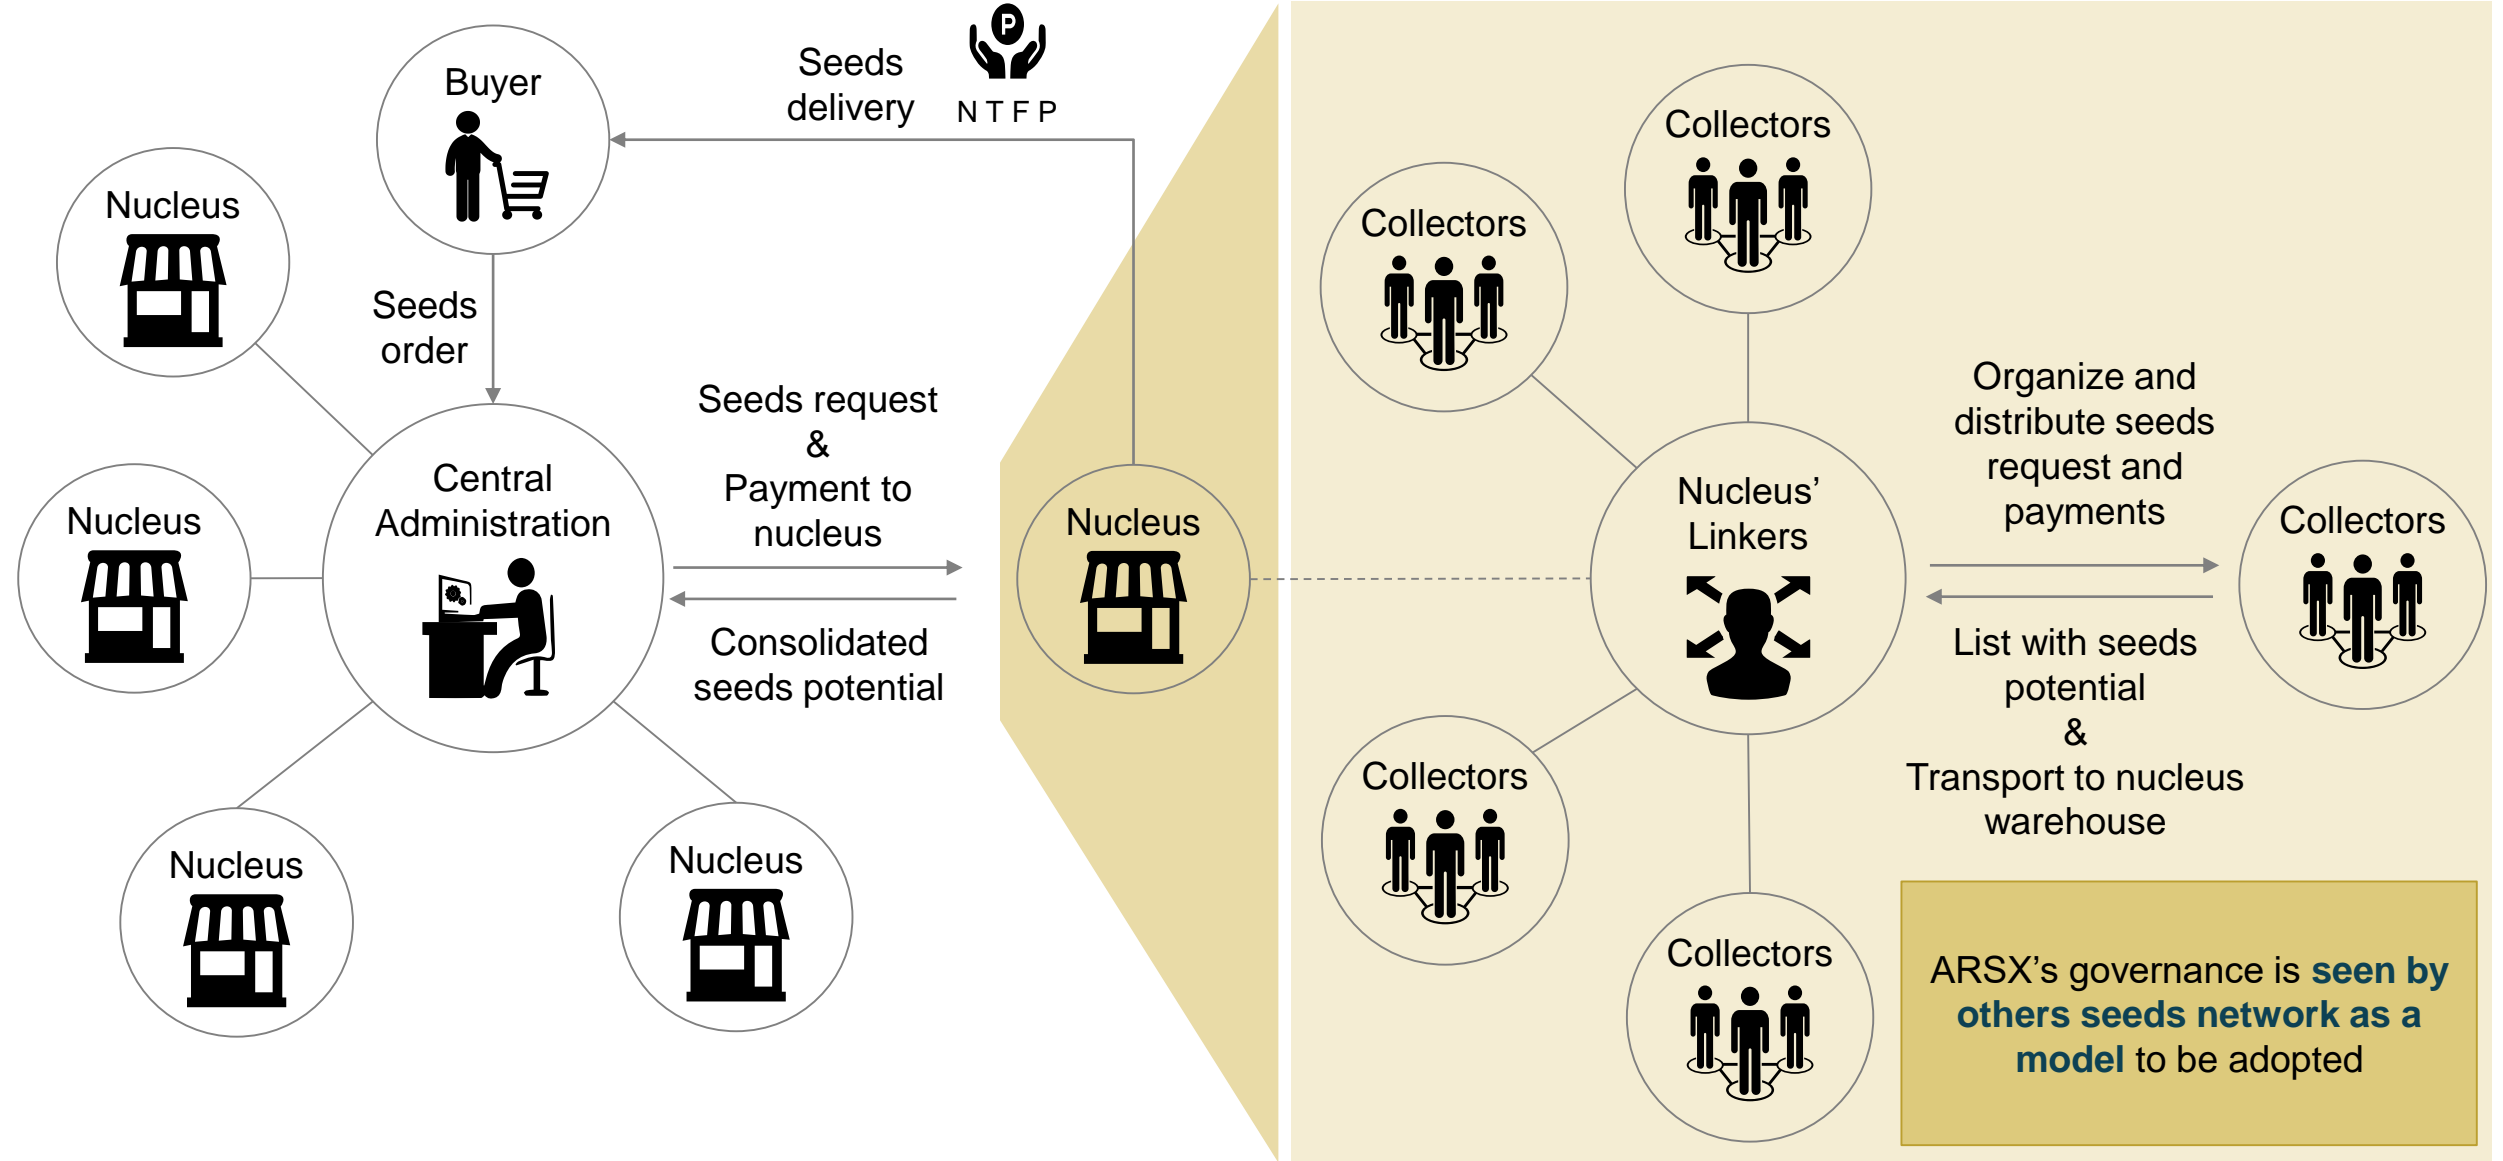 Buyer
Seeds
delivery
P
N T F P
Nucleus
Seeds
order
Nucleus
Central
Administration
Seeds request
&
Payment to
nucleus
Consolidated
seeds potential
Nucleus
Nucleus
Nucleus
Collectors
Collectors
Nucleus’
Linkers
Organize and
distribute seeds
request and
payments
List with seeds
potential
&
Transport to nucleus
warehouse
Collectors
Collectors
Collectors
ARSX’s governance is seen by
others seeds network as a
model to be adopted